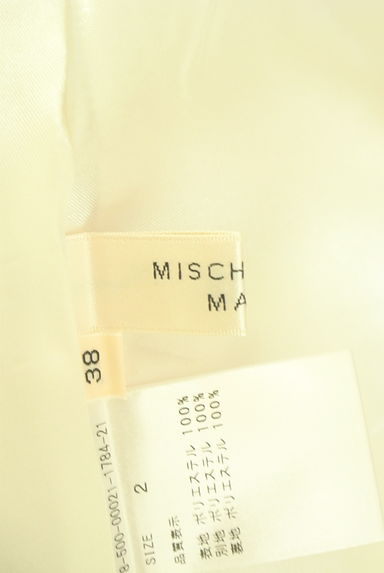 MISCH
MA
38
8-500-00021-1784-21
SIZE 2
品質表示
表地 ポリエステル 100%
別地 ポリエステル 100%
裏地 ポリエステル 100%